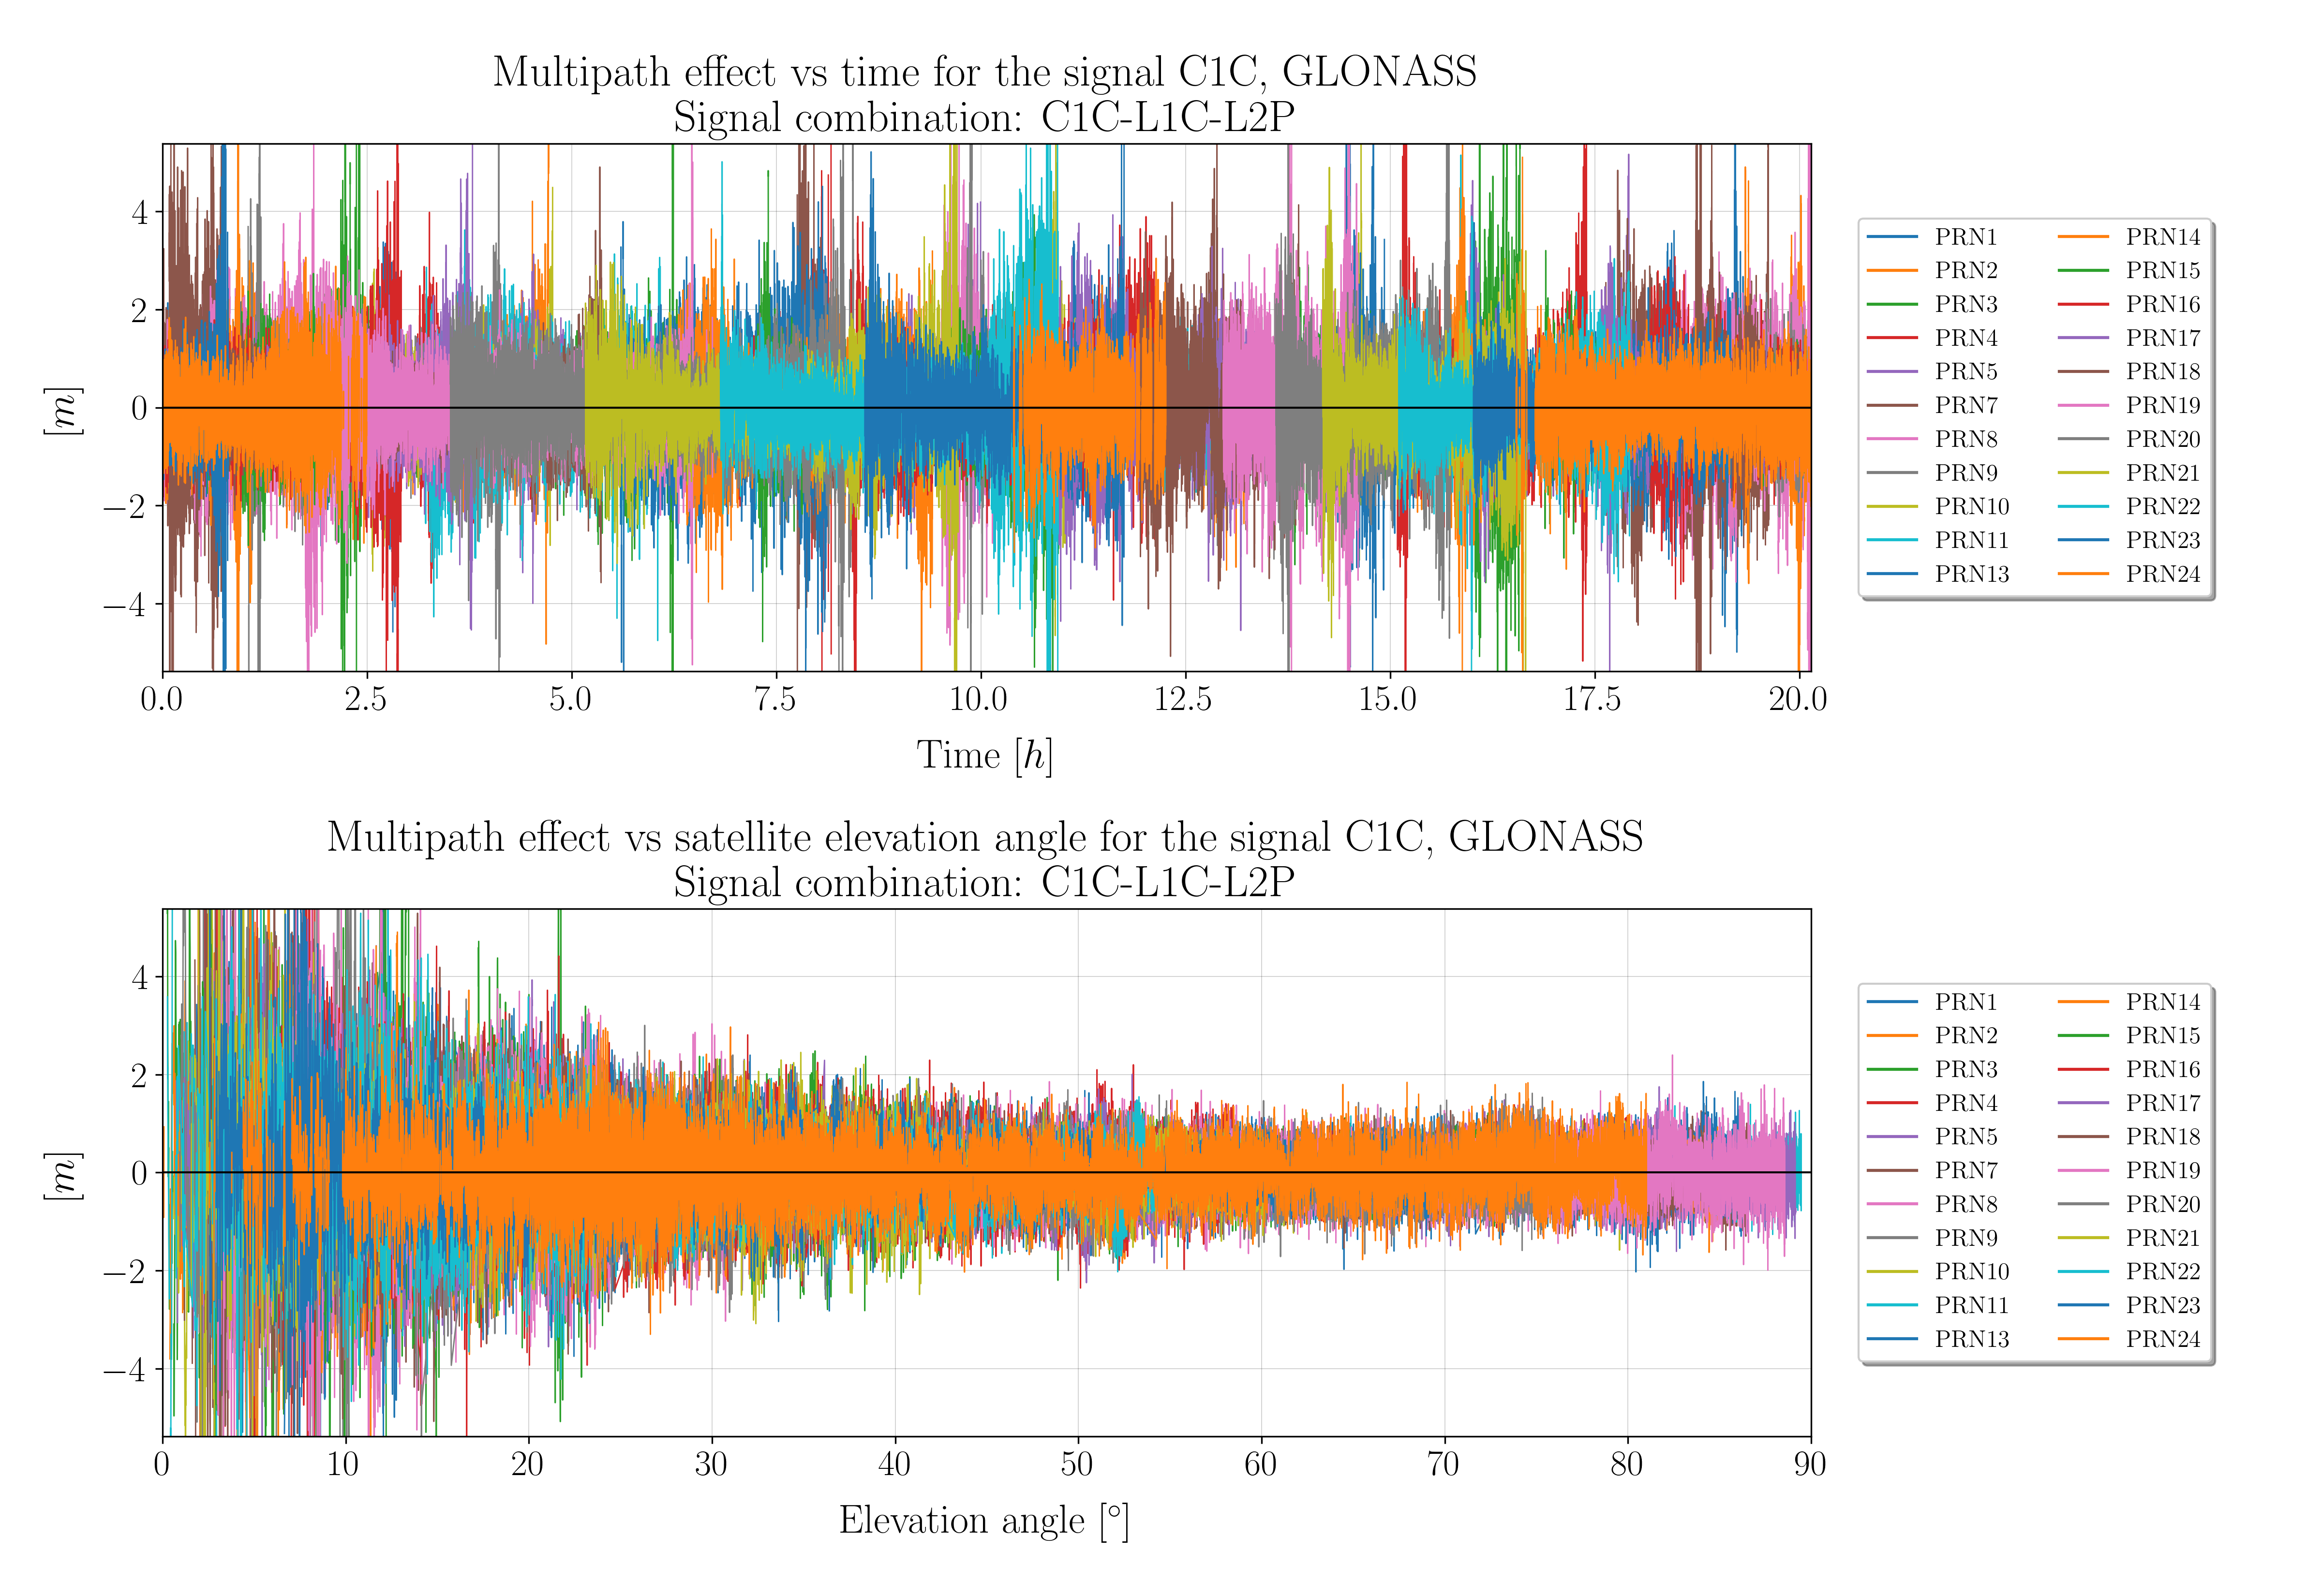 Multipath effect vs time for the signal C1C, GLONASS
Signal combination: C1C-L1C-L2P
4
2
0
−2
−4
[m]
0.0 2.5 5.0 7.5 10.0 12.5 15.0 17.5 20.0
Time [h]
PRN1 PRN14
PRN2 PRN15
PRN3 PRN16
PRN4 PRN17
PRN5 PRN18
PRN7 PRN19
PRN8 PRN20
PRN9 PRN21
PRN10 PRN22
PRN11 PRN23
PRN13 PRN24
Multipath effect vs satellite elevation angle for the signal C1C, GLONASS
Signal combination: C1C-L1C-L2P
4
2
0
−2
−4
[m]
0 10 20 30 40 50 60 70 80 90
Elevation angle [°]
PRN1 PRN14
PRN2 PRN15
PRN3 PRN16
PRN4 PRN17
PRN5 PRN18
PRN7 PRN19
PRN8 PRN20
PRN9 PRN21
PRN10 PRN22
PRN11 PRN23
PRN13 PRN24